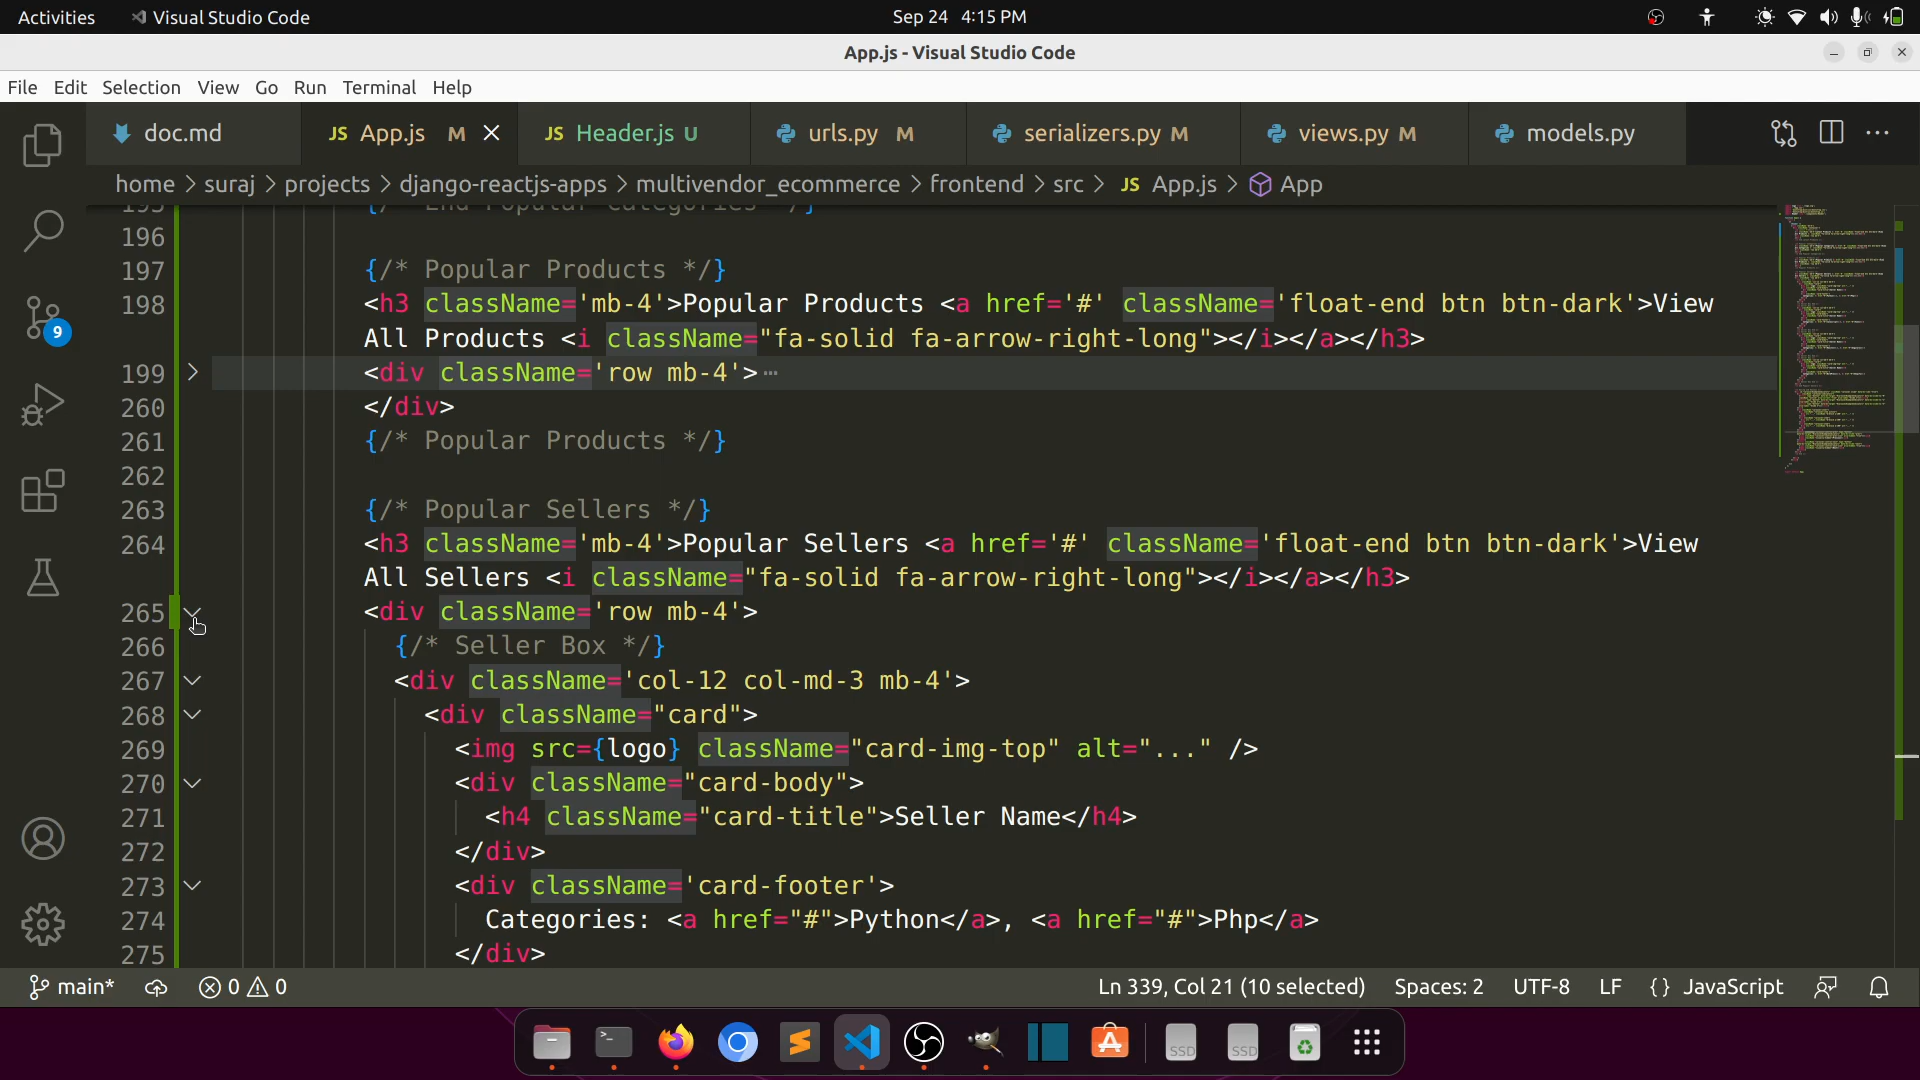 Activities
Visual Studio Code
Sep 24 4:15 PM
App.js - Visual Studio Code
File Edit Selection View Go Run Terminal Help
doc.md
JS App.js M
JS Header.js U
urls.py M
serializers.py M
views.py M
models.py
home > suraj > projects > django-reactjs-apps > multivendor_ecommerce > frontend > src > JS App.js > App
195 {/* End Popular Categories */}
196
197 {/* Popular Products */}
198 <h3 className='mb-4'>Popular Products <a href='#' className='float-end btn btn-dark'>View
All Products <i className="fa-solid fa-arrow-right-long"></i></a></h3>
199 <div className='row mb-4'>…
260 </div>
261 {/* Popular Products */}
262
263 {/* Popular Sellers */}
264 <h3 className='mb-4'>Popular Sellers <a href='#' className='float-end btn btn-dark'>View
All Sellers <i className="fa-solid fa-arrow-right-long"></i></a></h3>
265 <div className='row mb-4'>
266 {/* Seller Box */}
267 <div className='col-12 col-md-3 mb-4'>
268 <div className="card">
269 <img src={logo} className="card-img-top" alt="..." />
270 <div className="card-body">
271 <h4 className="card-title">Seller Name</h4>
272 </div>
273 <div className='card-footer'>
274 Categories: <a href="#">Python</a>, <a href="#">Php</a>
275 </div>
9
main* 0 0 Ln 339, Col 21 (10 selected) Spaces: 2 UTF-8 LF {} JavaScript
SSD
SSD